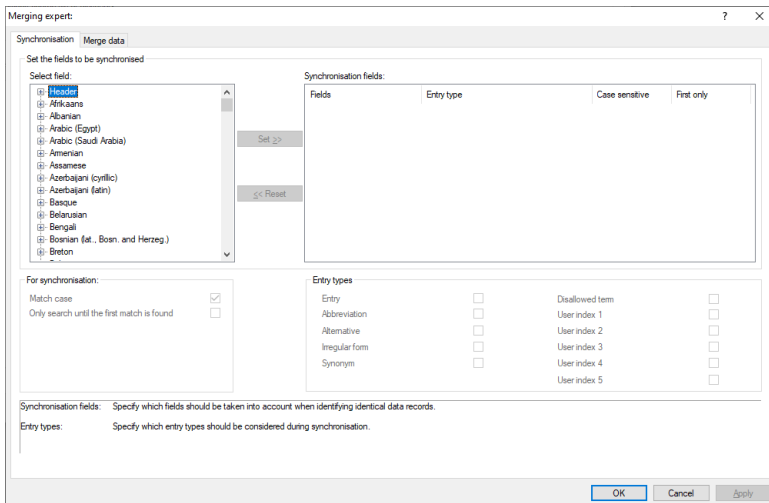 Merging expert:
Synchronisation
Merge data
Set the fields to be synchronised
Select field:
Header
Afrikaans
Albanian
Arabic (Egypt)
Arabic (Saudi Arabia)
Armenian
Assamese
Azerbaijani (cyrillic)
Azerbaijani (latin)
Basque
Belarusian
Bengali
Bosnian (lat., Bosn. and Herzeg.)
Breton
Set >>
<< Reset
Synchronisation fields:
Fields Entry type Case sensitive First only
For synchronisation:
Match case
Only search until the first match is found
Entry types
Entry
Abbreviation
Alternative
Irregular form
Synonym
Disallowed term
User index 1
User index 2
User index 3
User index 4
User index 5
Synchronisation fields: Specify which fields should be taken into account when identifying identical data records.
Entry types: Specify which entry types should be considered during synchronisation.
OK Cancel Apply